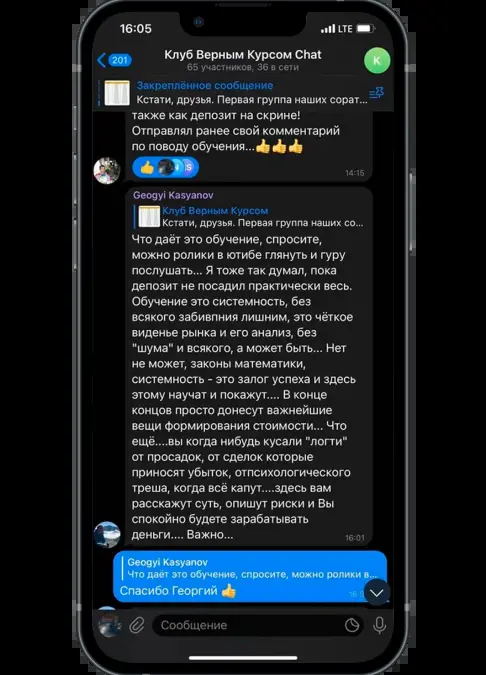 16:05
LTE
201
Клуб Верным Курсом Chat
65 участников, 36 в сети
K
Закреплённое сообщение
Кстати, друзья. Первая группа наших сорат...
также как депозит на скрине!
Отправлял ранее свой комментарий
по поводу обучения...👍👍👍
👍 S
14:15
Geogyi Kasyanov
Клуб Верным Курсом
Кстати, друзья. Первая группа наших со...
Что даёт это обучение, спросите,
можно ролики в ютибе глянуть и гуру
послушать... Я тоже так думал, пока
депозит не посадил практически весь.
Обучение это системность, без
всякого забивпния лишним, это чёткое
виденье рынка и его анализ, без
"шума" и всякого, а может быть... Нет
не может, законы математики,
системность - это залог успеха и здесь
этому научат и покажут.... В конце
концов просто донесут важнейшие
вещи формирования стоимости... Что
ещё....вы когда нибудь кусали "логти"
от просадок, от сделок которые
приносят убыток, отпсихологического
треша, когда всё капут....здесь вам
расскажут суть, опишут риски и Вы
спокойно будете зарабатывать
деньги.... Важно...
16:01
Geogyi Kasyanov
Что даёт это обучение, спросите, можно ролики в...
Спасибо Георгий 👍
Сообщение